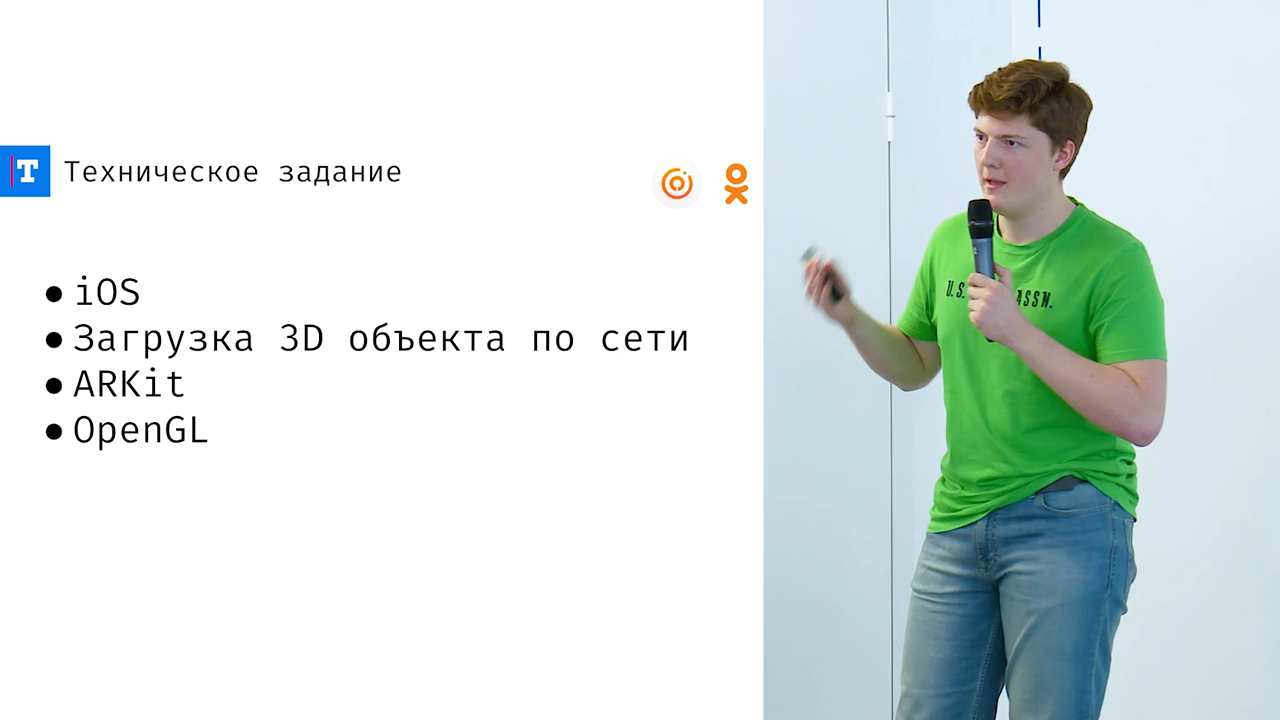 T
Техническое задание
● iOS
● Загрузка 3D объекта по сети
● ARKit
● OpenGL
U.S. ASSN.